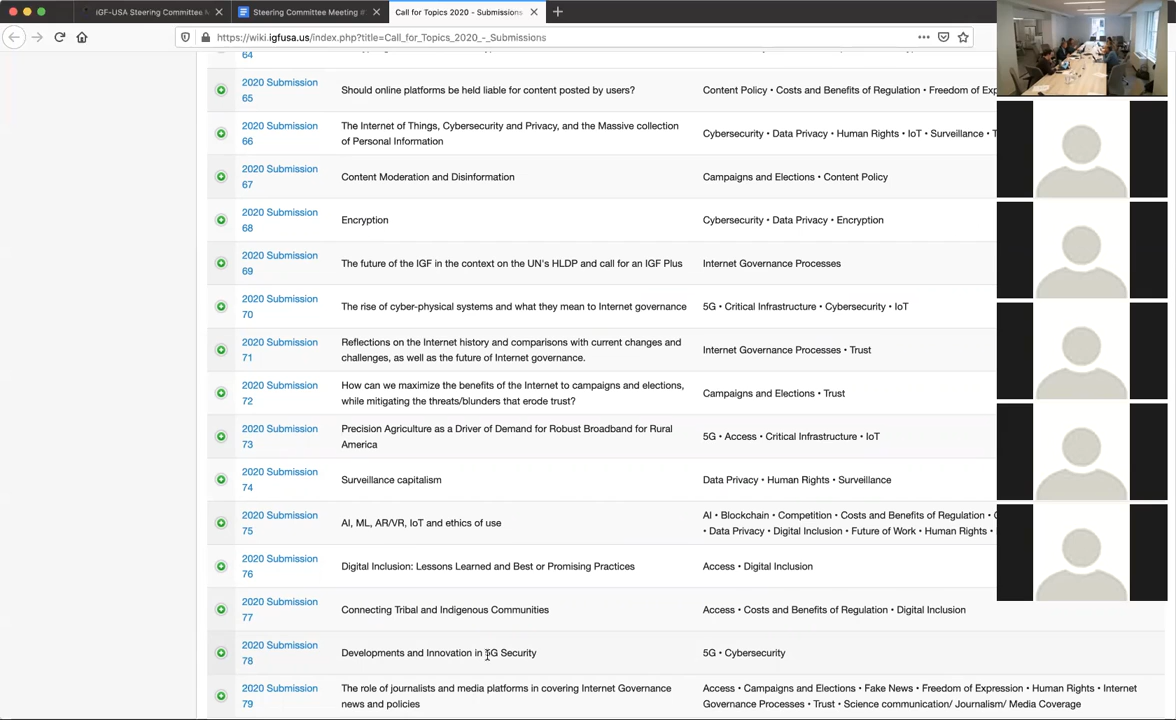 IGF-USA Steering Committee
Steering Committee Meeting
Call for Topics 2020 - Submissions
https://wiki.igfusa.us/index.php?title=Call_for_Topics_2020_-_Submissions
64
2020 Submission 65
Should online platforms be held liable for content posted by users?
Content Policy • Costs and Benefits of Regulation • Freedom of
2020 Submission 66
The Internet of Things, Cybersecurity and Privacy, and the Massive collection
of Personal Information
Cybersecurity • Data Privacy • Human Rights • IoT • Surveillance •
2020 Submission 67
Content Moderation and Disinformation
Campaigns and Elections • Content Policy
2020 Submission 68
Encryption
Cybersecurity • Data Privacy • Encryption
2020 Submission 69
The future of the IGF in the context on the UN's HLDP and call for an IGF Plus
Internet Governance Processes
2020 Submission 70
The rise of cyber-physical systems and what they mean to Internet governance
5G • Critical Infrastructure • Cybersecurity • IoT
2020 Submission 71
Reflections on the Internet history and comparisons with current changes and
challenges, as well as the future of Internet governance.
Internet Governance Processes • Trust
2020 Submission 72
How can we maximize the benefits of the Internet to campaigns and elections,
while mitigating the threats/blunders that erode trust?
Campaigns and Elections • Trust
2020 Submission 73
Precision Agriculture as a Driver of Demand for Robust Broadband for Rural
America
5G • Access • Critical Infrastructure • IoT
2020 Submission 74
Surveillance capitalism
Data Privacy • Human Rights • Surveillance
2020 Submission 75
AI, ML, AR/VR, IoT and ethics of use
AI • Blockchain • Competition • Costs and Benefits of Regulation •
• Data Privacy • Digital Inclusion • Future of Work • Human Rights •
2020 Submission 76
Digital Inclusion: Lessons Learned and Best or Promising Practices
Access • Digital Inclusion
2020 Submission 77
Connecting Tribal and Indigenous Communities
Access • Costs and Benefits of Regulation • Digital Inclusion
2020 Submission 78
Developments and Innovation in 5G Security
5G • Cybersecurity
2020 Submission 79
The role of journalists and media platforms in covering Internet Governance
news and policies
Access • Campaigns and Elections • Fake News • Freedom of Expression • Human Rights • Internet
Governance Processes • Trust • Science communication/ Journalism/ Media Coverage